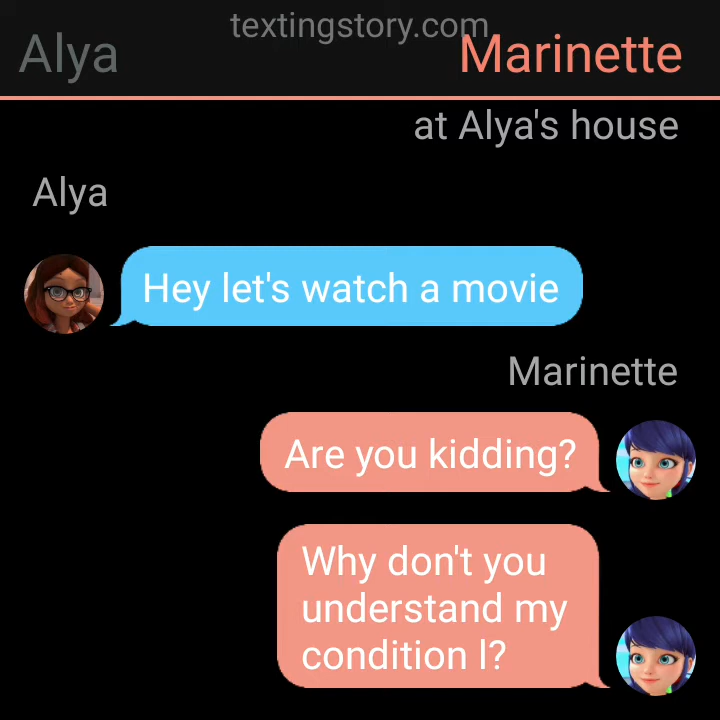 textingstory.com
Alya
Marinette
at Alya's house
Alya
Hey let's watch a movie
Marinette
Are you kidding?
Why don't you
understand my
condition l?